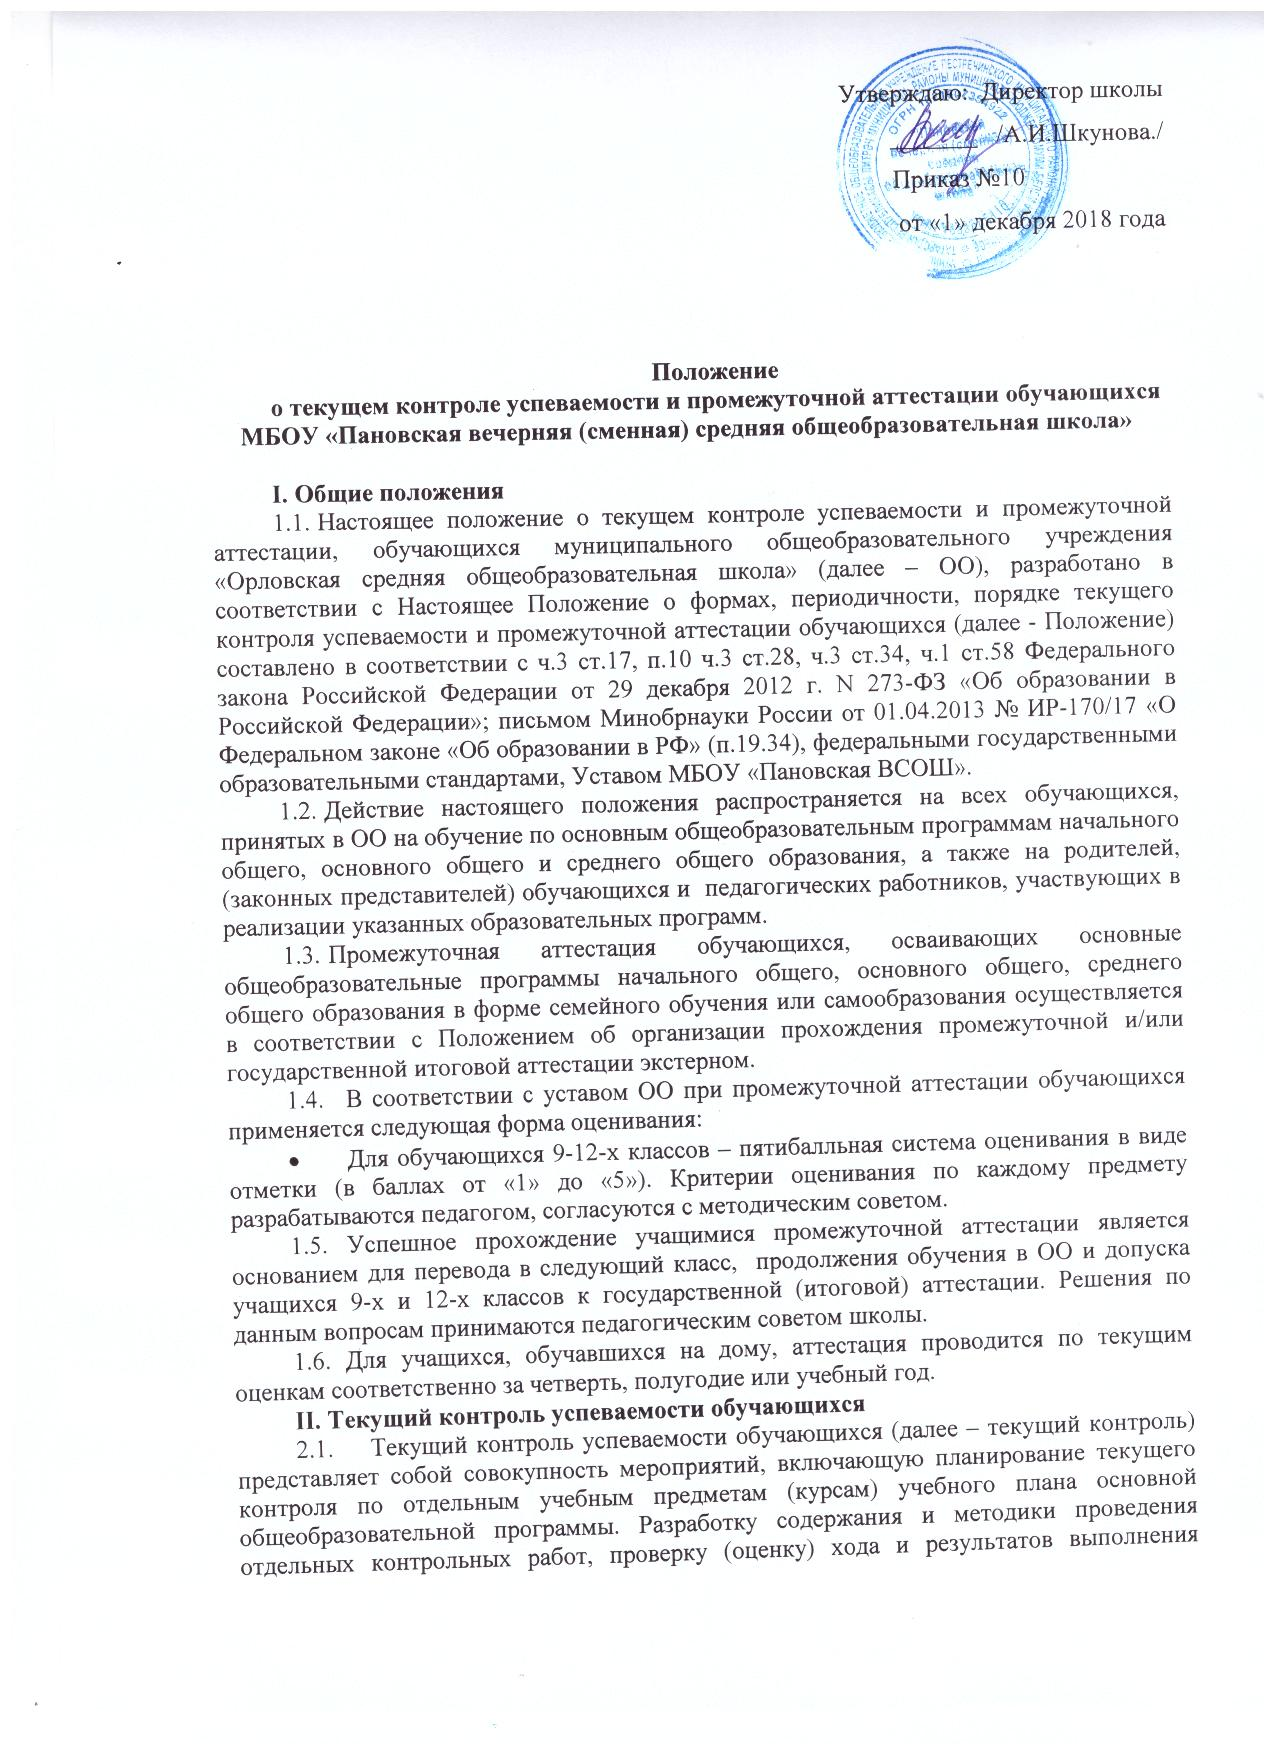 Утверждаю: Директор школы
/А.И.Шкунова./
Приказ №10
от «1» декабря 2018 года
Положение
о текущем контроле успеваемости и промежуточной аттестации обучающихся
МБОУ «Пановская вечерняя (сменная) средняя общеобразовательная школа»
I. Общие положения
1.1. Настоящее положение о текущем контроле успеваемости и промежуточной
аттестации, обучающихся муниципального общеобразовательного учреждения
«Орловская средняя общеобразовательная школа» (далее – ОО), разработано в
соответствии с Настоящее Положение о формах, периодичности, порядке текущего
контроля успеваемости и промежуточной аттестации обучающихся (далее - Положение)
составлено в соответствии с ч.3 ст.17, п.10 ч.3 ст.28, ч.3 ст.34, ч.1 ст.58 Федерального
закона Российской Федерации от 29 декабря 2012 г. N 273-ФЗ «Об образовании в
Российской Федерации»; письмом Минобрнауки России от 01.04.2013 № ИР-170/17 «О
Федеральном законе «Об образовании в РФ» (п.19.34), федеральными государственными
образовательными стандартами, Уставом МБОУ «Пановская ВСОШ».
1.2. Действие настоящего положения распространяется на всех обучающихся,
принятых в ОО на обучение по основным общеобразовательным программам начального
общего, основного общего и среднего общего образования, а также на родителей,
(законных представителей) обучающихся и педагогических работников, участвующих в
реализации указанных образовательных программ.
1.3. Промежуточная аттестация обучающихся, осваивающих основные
общеобразовательные программы начального общего, основного общего, среднего
общего образования в форме семейного обучения или самообразования осуществляется
в соответствии с Положением об организации прохождения промежуточной и/или
государственной итоговой аттестации экстерном.
1.4. В соответствии с уставом ОО при промежуточной аттестации обучающихся
применяется следующая форма оценивания:
• Для обучающихся 9-12-х классов – пятибалльная система оценивания в виде
отметки (в баллах от «1» до «5»). Критерии оценивания по каждому предмету
разрабатываются педагогом, согласуются с методическим советом.
1.5. Успешное прохождение учащимися промежуточной аттестации является
основанием для перевода в следующий класс, продолжения обучения в ОО и допуска
учащихся 9-х и 12-х классов к государственной (итоговой) аттестации. Решения по
данным вопросам принимаются педагогическим советом школы.
1.6. Для учащихся, обучавшихся на дому, аттестация проводится по текущим
оценкам соответственно за четверть, полугодие или учебный год.
II. Текущий контроль успеваемости обучающихся
2.1. Текущий контроль успеваемости обучающихся (далее – текущий контроль)
представляет собой совокупность мероприятий, включающую планирование текущего
контроля по отдельным учебным предметам (курсам) учебного плана основной
общеобразовательной программы. Разработку содержания и методики проведения
отдельных контрольных работ, проверку (оценку) хода и результатов выполнения